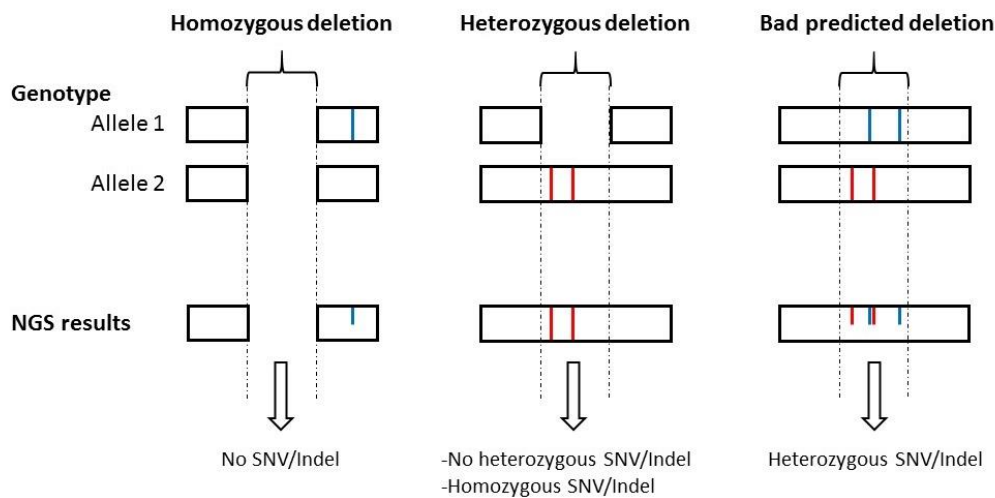 Homozygous deletion Heterozygous deletion Bad predicted deletion
Genotype
Allele 1
Allele 2
NGS results
No SNV/Indel -No heterozygous SNV/Indel Heterozygous SNV/Indel
-Homozygous SNV/Indel